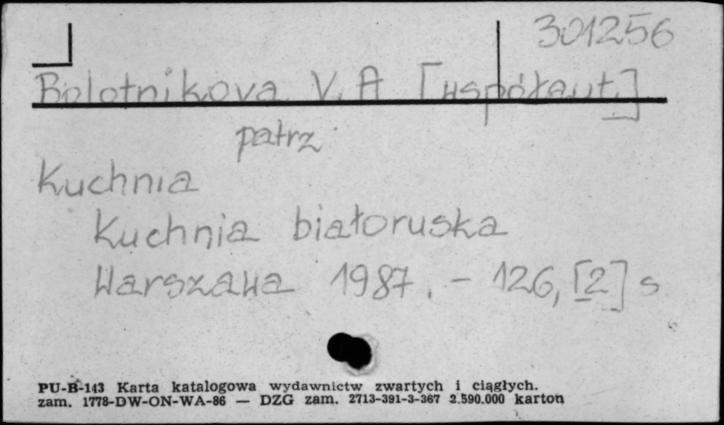 301256
Bolotnikova V. A [współaut.]
patrz
Kuchnia
Kuchnia białoruska
Warszawa 1987. - 126, [2] s
PU-B-143 Karta katalogowa wydawnictw zwartych i ciągłych.
zam. 1778-DW-ON-WA-86 — DZG zam. 2713-391-3-367 2.590.000 karton